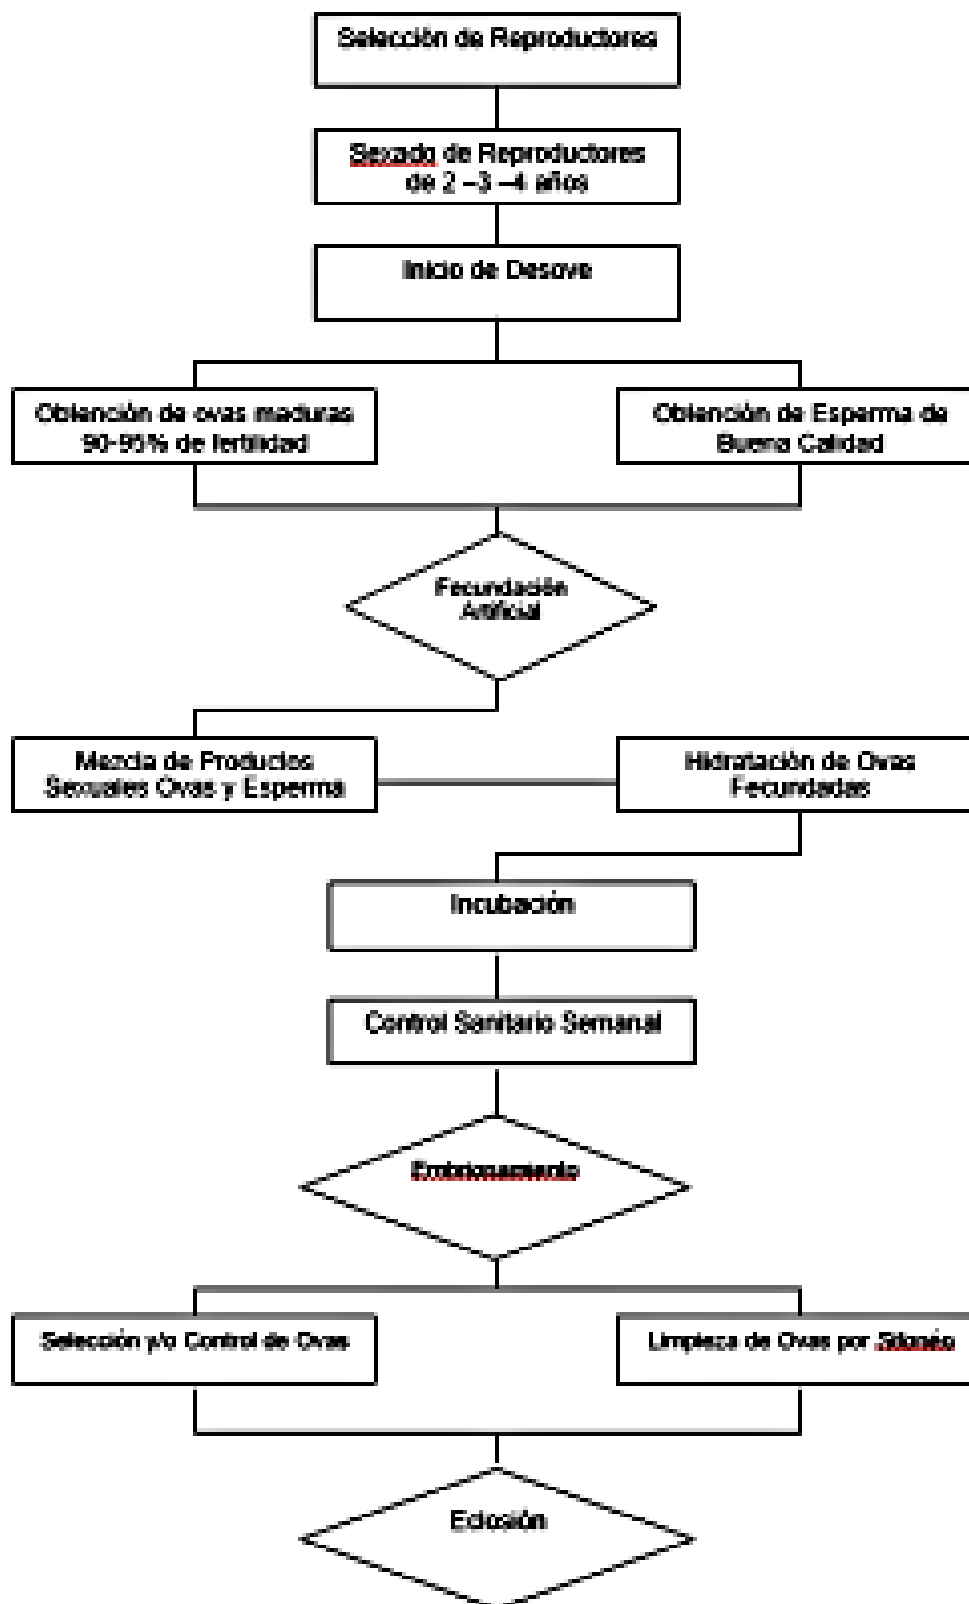 Selección de Reproductores
Sexado de Reproductores
de 2 –3 –4 años
Inicio de Desove
Obtención de ovas maduras
90-95% de fertilidad
Obtención de Esperma de
Buena Calidad
Fecundación
Artificial
Mezcla de Productos
Sexuales Ovas y Esperma
Hidratación de Ovas
Fecundadas
Incubación
Control Sanitario Semanal
Embrionamiento
Selección y/o Control de Ovas
Limpieza de Ovas por Sifonéo
Eclosión